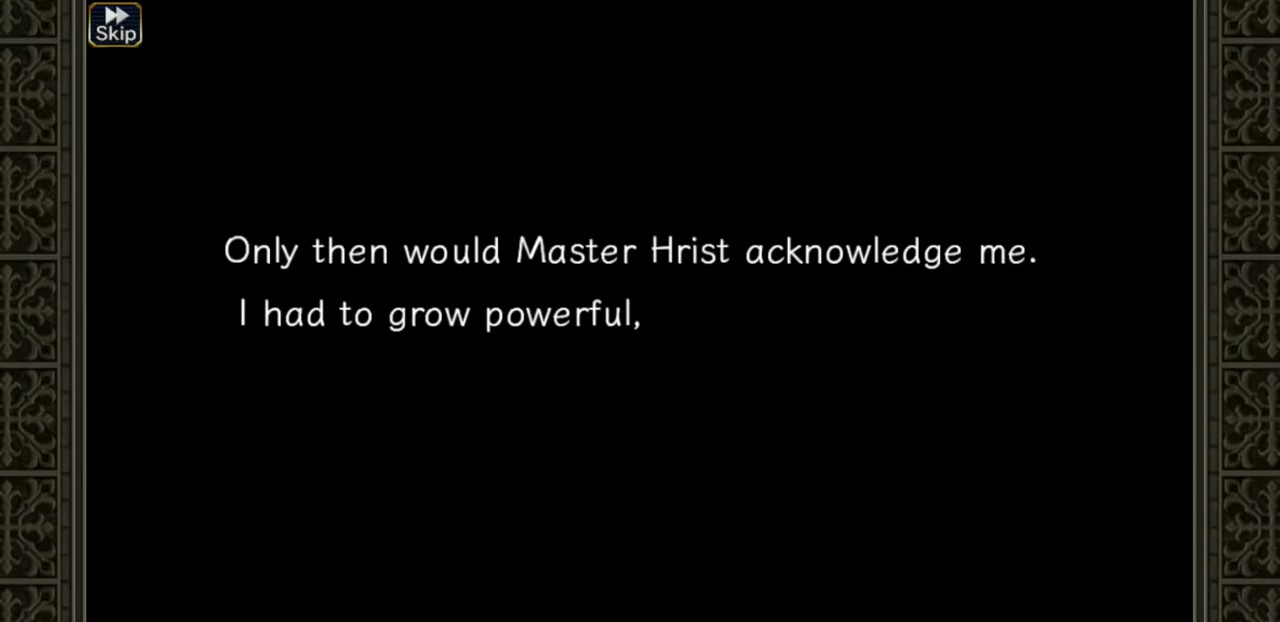 Skip
Only then would Master Hrist acknowledge me.
I had to grow powerful,